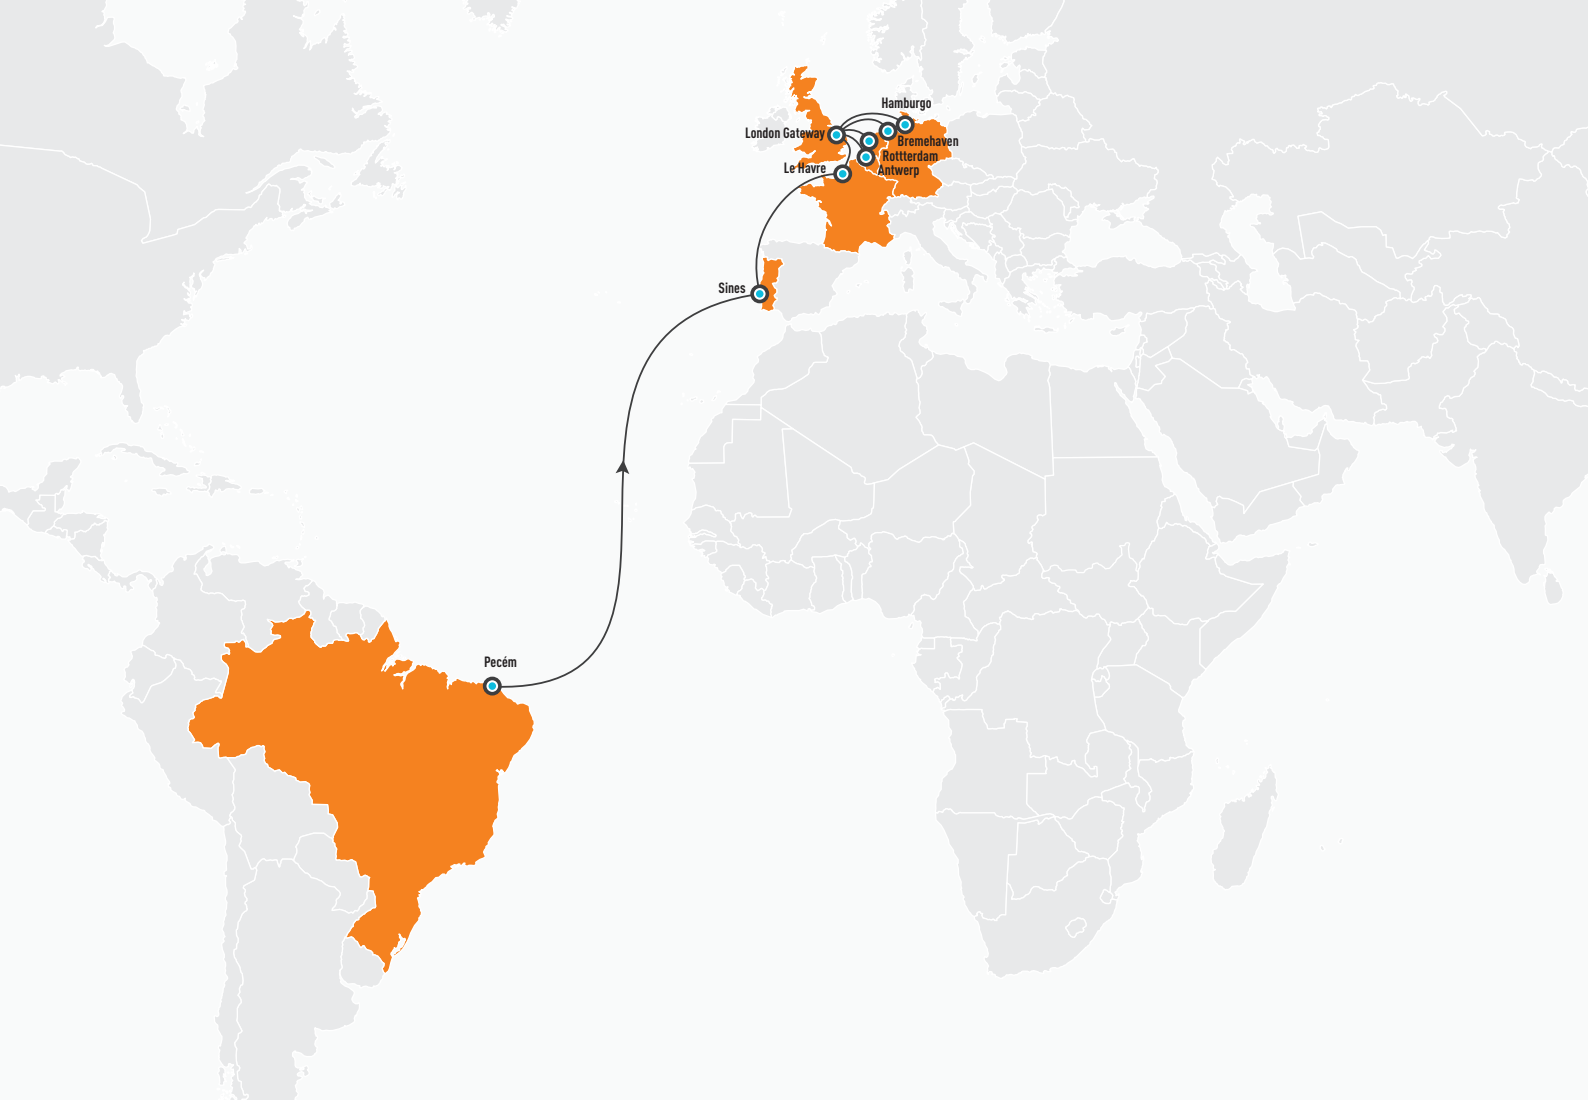 Hamburgo
London Gateway
Bremehaven
Rottterdam
Le Havre
Antwerp
Sines
Pecém